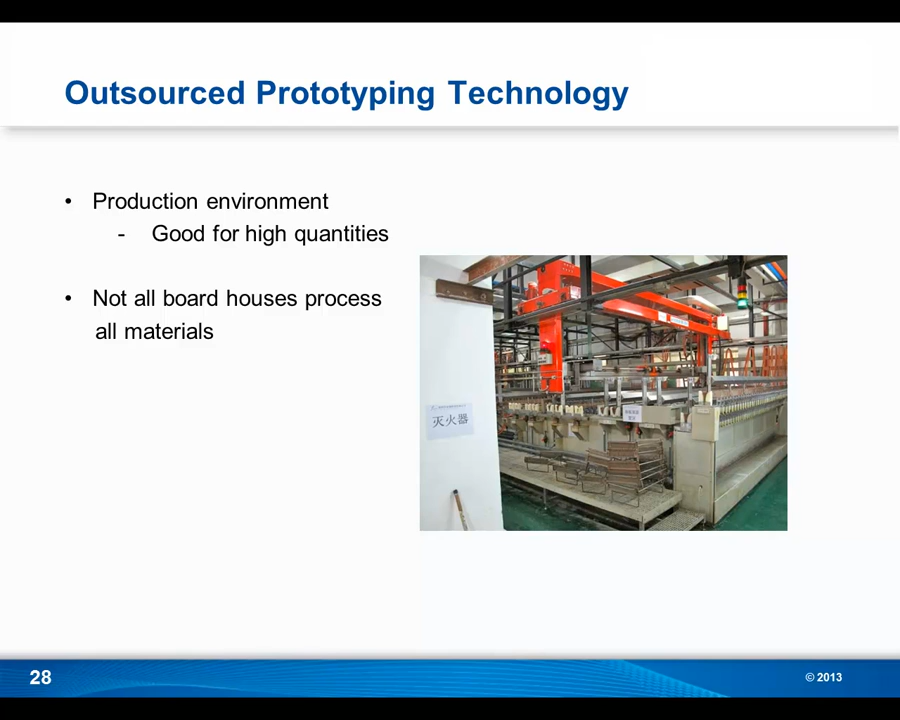 Outsourced Prototyping Technology
• Production environment
- Good for high quantities
• Not all board houses process
all materials
灭火器
28
© 2013